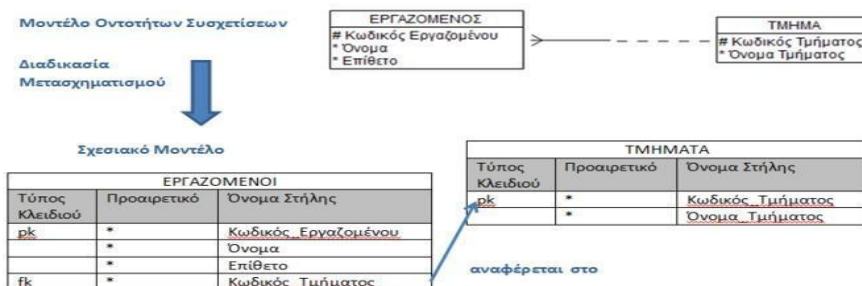 Μοντέλο Οντοτήτων Συσχετίσεων
ΕΡΓΑΖΟΜΕΝΟΣ
# Κωδικός Εργαζομένου
* Όνομα
* Επίθετο
ΤΜΗΜΑ
# Κωδικός Τμήματος
* Όνομα Τμήματος
Διαδικασία
Μετασχηματισμού
Σχεσιακό Μοντέλο
ΤΜΗΜΑΤΑ
Τύπος Κλειδιού Προαιρετικό Όνομα Στήλης
pk * Κωδικός_Τμήματος
* Όνομα_Τμήματος
ΕΡΓΑΖΟΜΕΝΟΙ
Τύπος Κλειδιού Προαιρετικό Όνομα Στήλης
pk * Κωδικός_Εργαζομένου
* Όνομα
* Επίθετο
fk * Κωδικός_Τμήματος
αναφέρεται στο